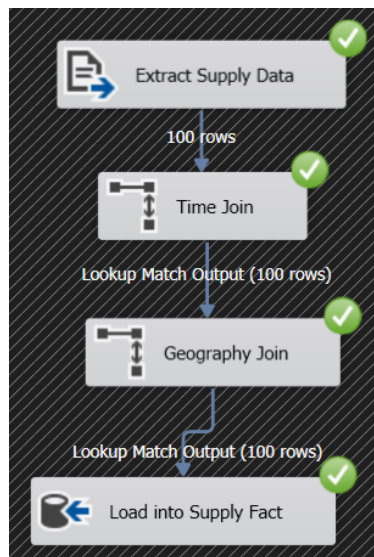 Extract Supply Data
100 rows
Time Join
Lookup Match Output (100 rows)
Geography Join
Lookup Match Output (100 rows)
Load into Supply Fact